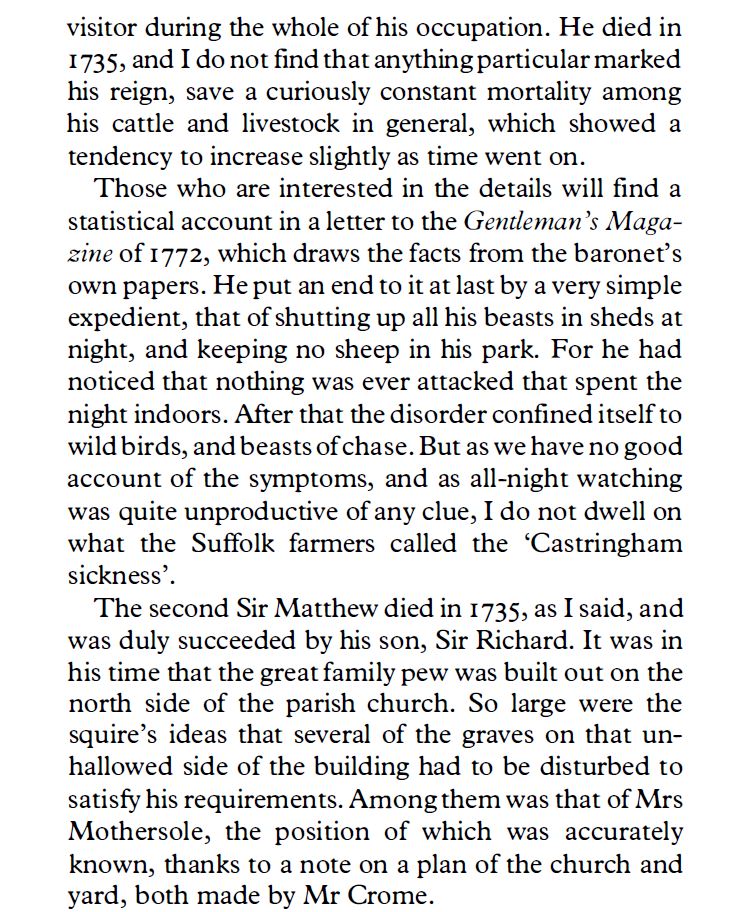 visitor during the whole of his occupation. He died in
1735, and I do not find that anything particular marked
his reign, save a curiously constant mortality among
his cattle and livestock in general, which showed a
tendency to increase slightly as time went on.
Those who are interested in the details will find a
statistical account in a letter to the Gentleman’s Maga-
zine of 1772, which draws the facts from the baronet’s
own papers. He put an end to it at last by a very simple
expedient, that of shutting up all his beasts in sheds at
night, and keeping no sheep in his park. For he had
noticed that nothing was ever attacked that spent the
night indoors. After that the disorder confined itself to
wild birds, and beasts of chase. But as we have no good
account of the symptoms, and as all-night watching
was quite unproductive of any clue, I do not dwell on
what the Suffolk farmers called the ‘Castringham
sickness’.
The second Sir Matthew died in 1735, as I said, and
was duly succeeded by his son, Sir Richard. It was in
his time that the great family pew was built out on the
north side of the parish church. So large were the
squire’s ideas that several of the graves on that un-
hallowed side of the building had to be disturbed to
satisfy his requirements. Among them was that of Mrs
Mothersole, the position of which was accurately
known, thanks to a note on a plan of the church and
yard, both made by Mr Crome.